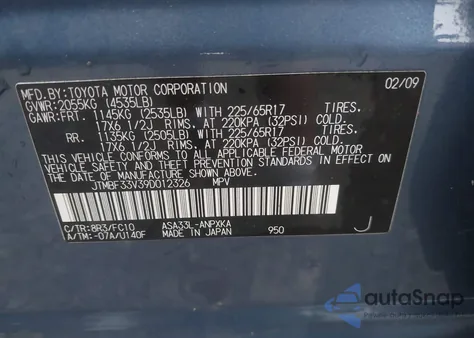 MFD.BY:TOYOTA MOTOR CORPORATION 02/09
GVWR: 2055KG (4535LB)
GAWR: FRT. 1145KG (2535LB) WITH 225/65R17 TIRES.
17X6 1/2J RIMS, AT 220KPA (32PSI) COLD.
RR. 1135KG (2505LB) WITH 225/65R17 TIRES.
17X6 1/2J RIMS, AT 220KPA (32PSI) COLD.
THIS VEHICLE CONFORMS TO ALL APPLICABLE FEDERAL MOTOR
VEHICLE SAFETY AND THEFT PREVENTION STANDARDS IN
EFFECT ON THE DATE OF MANUFACTURE SHOWN ABOVE.
JTMBF33V39D012326 MPV
C/TR: 8R3/FC10 ASA33L-ANPXKA J
A/TM: -07A/U140F MADE IN JAPAN 950
autoSnap